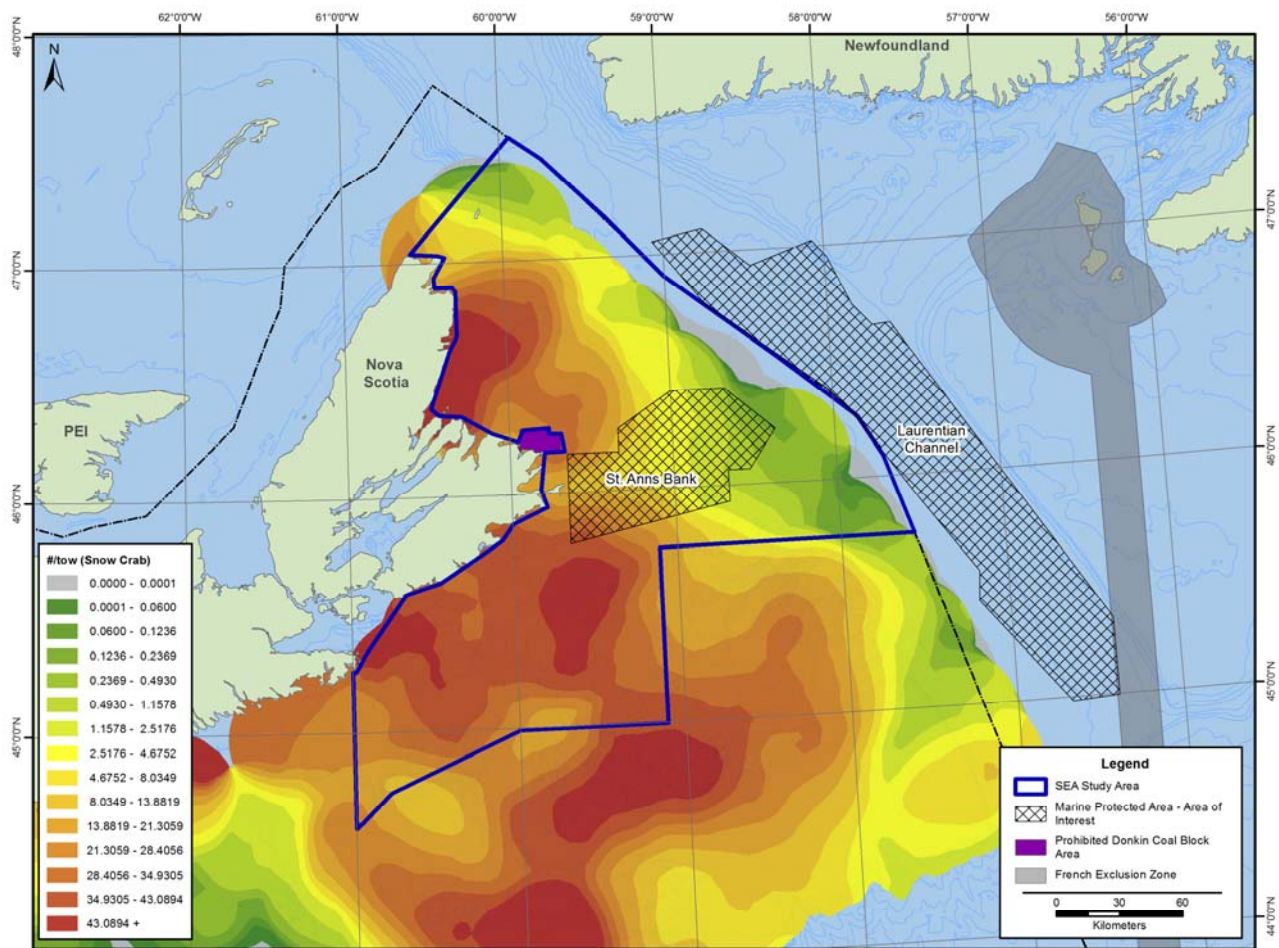 62°0'0"W
61°0'0"W
60°0'0"W
59°0'0"W
58°0'0"W
57°0'0"W
56°0'0"W
48°0'0"N
N
Newfoundland
47°0'0"N
47°0'0"N
Nova
Scotia
PEI
Laurentian
Channel
46°0'0"N
St. Anns Bank
46°0'0"N
#/tow (Snow Crab)
0.0000 - 0.0001
0.0001 - 0.0600
0.0600 - 0.1236
0.1236 - 0.2369
0.2369 - 0.4930
0.4930 - 1.1578
1.1578 - 2.5176
2.5176 - 4.6752
4.6752 - 8.0349
8.0349 - 13.8819
13.8819 - 21.3059
21.3059 - 28.4056
28.4056 - 34.9305
34.9305 - 43.0894
43.0894 +
45°0'0"N
45°0'0"N
Legend
SEA Study Area
Marine Protected Area - Area of
Interest
Prohibited Donkin Coal Block
Area
French Exclusion Zone
0 30 60
Kilometers
44°0'0"N